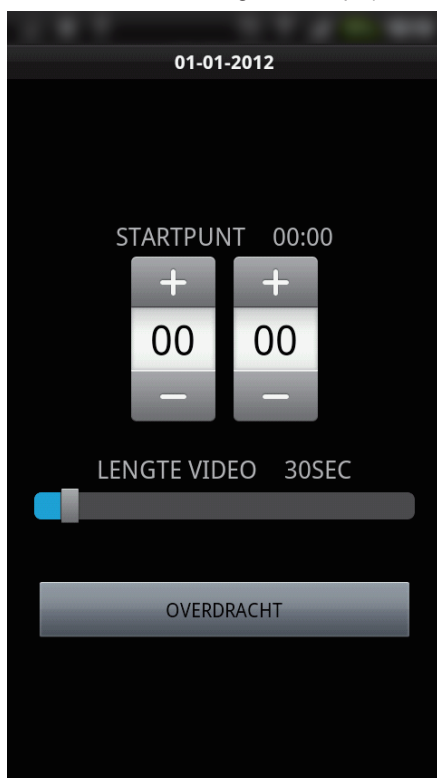 01-01-2012
STARTPUNT 00:00
+ +
00 00
− −
LENGTE VIDEO 30SEC
OVERDRACHT